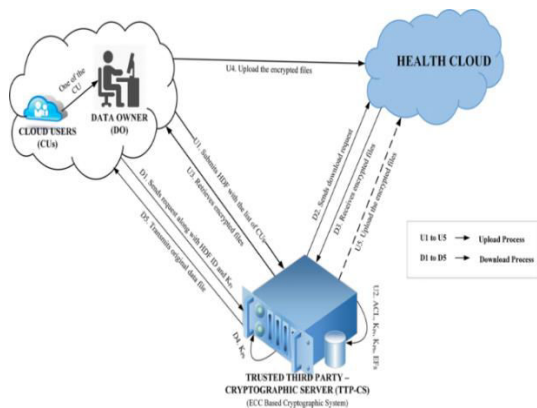 One of the
CU
CLOUD USERS
(CUs)
DATA OWNER
(DO)
U4. Upload the encrypted files
HEALTH CLOUD
U1. Submits HDF with the list of CUs
U3. Retrieves encrypted files
D1. Sends request along with HDF ID and
D5. Transmits original data file
D2. Sends download request
D3. Receives encrypted files
U5. Upload the encrypted files
U1 to U5 Upload Process
D1 to D5 Download Process
U2. ACL,
D4.
TRUSTED THIRD PARTY –
CRYPTOGRAPHIC SERVER (TTP-CS)
(ECC Based Cryptographic System)